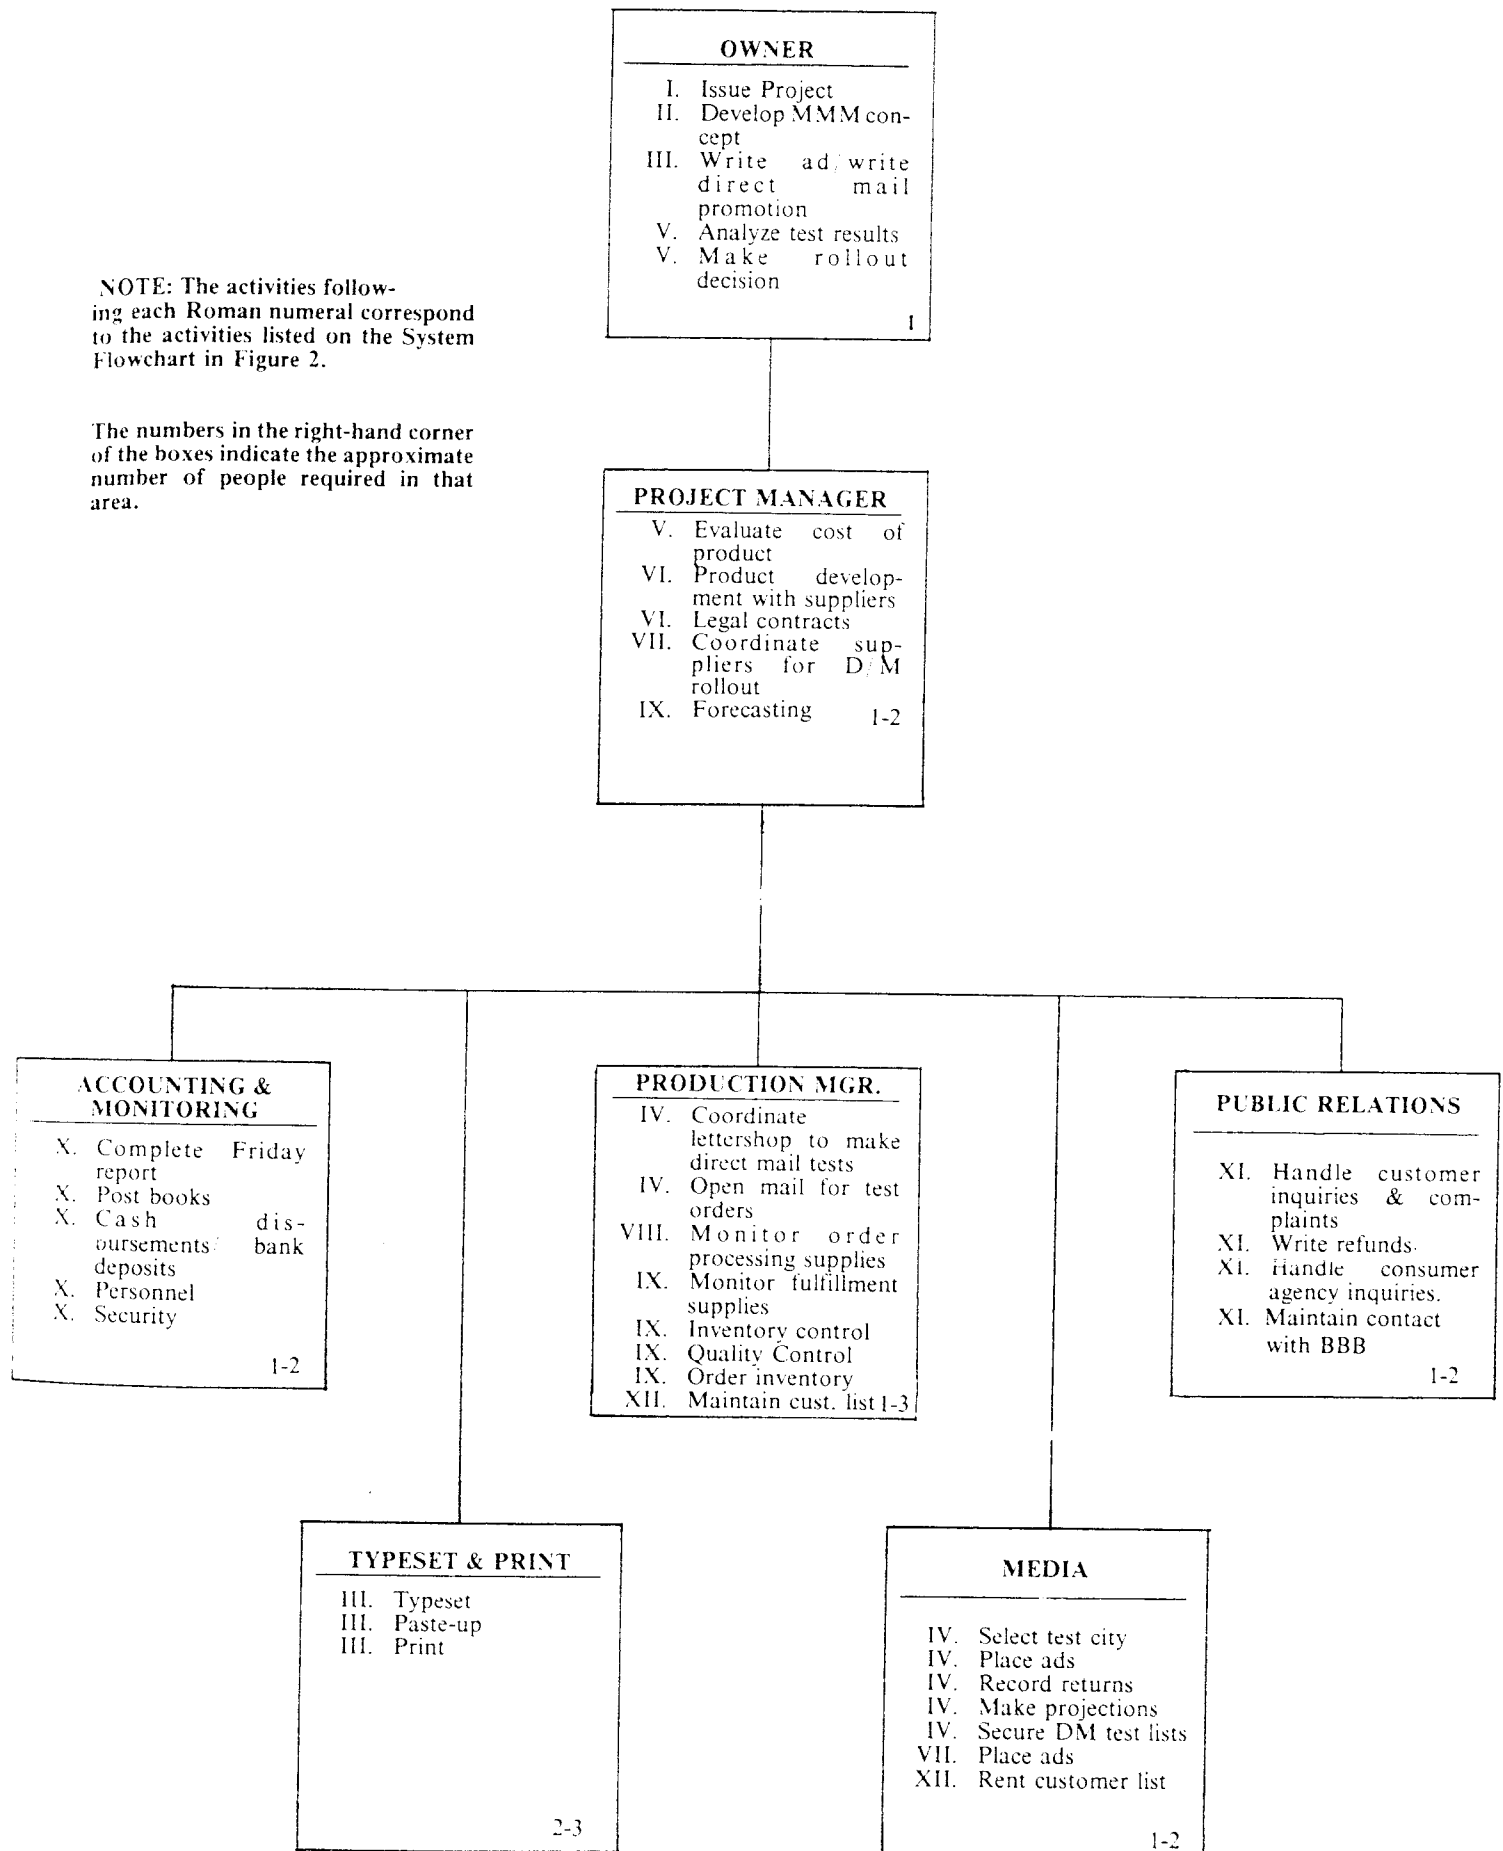 OWNER
I. Issue Project
II. Develop MMM con-
cept
III. Write ad/write
direct mail
promotion
V. Analyze test results
V. Make rollout
decision
1
NOTE: The activities follow-
ing each Roman numeral correspond
to the activities listed on the System
Flowchart in Figure 2.
The numbers in the right-hand corner
of the boxes indicate the approximate
number of people required in that
area.
PROJECT MANAGER
V. Evaluate cost of
product
VI. Product develop-
ment with suppliers
VI. Legal contracts
VII. Coordinate sup-
pliers for D/M
rollout
IX. Forecasting 1-2
ACCOUNTING &
MONITORING
X. Complete Friday
report
X. Post books
X. Cash dis-
bursements/ bank
deposits
X. Personnel
X. Security
1-2
PRODUCTION MGR.
IV. Coordinate
lettershop to make
direct mail tests
IV. Open mail for test
orders
VIII. Monitor order
processing supplies
IX. Monitor fulfillment
supplies
IX. Inventory control
IX. Quality Control
IX. Order inventory
XII. Maintain cust. list 1-3
PUBLIC RELATIONS
XI. Handle customer
inquiries & com-
plaints
XI. Write refunds.
XI. Handle consumer
agency inquiries.
XI. Maintain contact
with BBB
1-2
TYPESET & PRINT
III. Typeset
III. Paste-up
III. Print
2-3
MEDIA
IV. Select test city
IV. Place ads
IV. Record returns
IV. Make projections
IV. Secure DM test lists
VII. Place ads
XII. Rent customer list
1-2